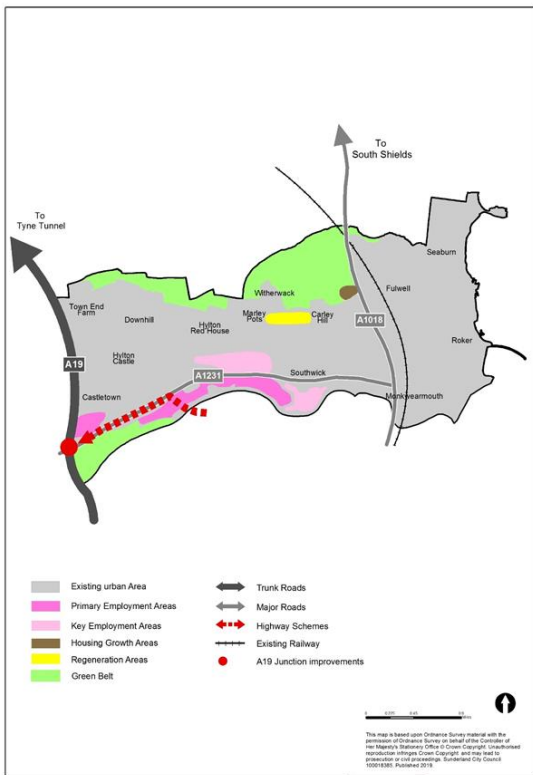 To
South Shields
To
Tyne Tunnel
Seaburn
Witherwack
Fulwell
Town End
Farm
Downhill
Hylton
Red House
Marley
Pots
Carley
Hill
A1018
Roker
Hylton
Castle
A19
A1231
Southwick
Castletown
Monkwearmouth
Existing urban Area
Primary Employment Areas
Key Employment Areas
Housing Growth Areas
Regeneration Areas
Green Belt
Trunk Roads
Major Roads
Highway Schemes
Existing Railway
A19 Junction improvements
This map is based upon Ordnance Survey material with the
permission of Ordnance Survey on behalf of the Controller of
Her Majesty's Stationery Office © Crown Copyright. Unauthorised
reproduction infringes Crown Copyright and may lead to
prosecution or civil proceedings. Sunderland City Council
100018385. Published 2018.